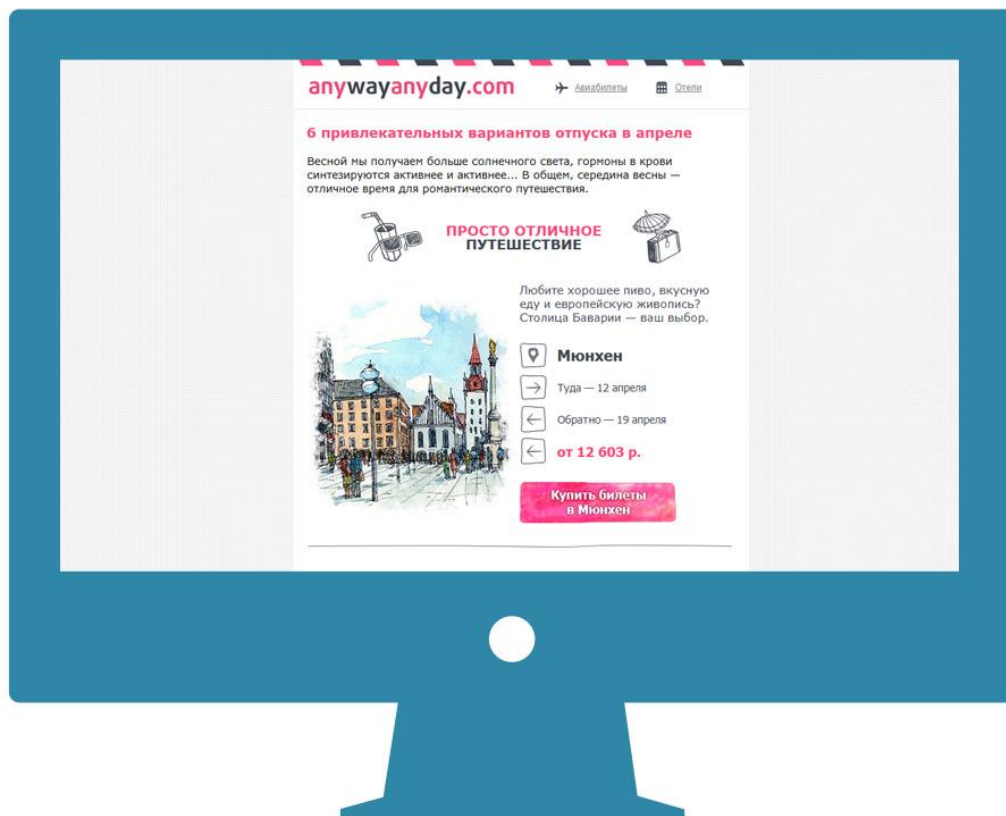 anywayanyday.com
Авиабилеты
Отели
6 привлекательных вариантов отпуска в апреле
Весной мы получаем больше солнечного света, гормоны в крови
синтезируются активнее и активнее... В общем, середина весны —
отличное время для романтического путешествия.
ПРОСТО ОТЛИЧНОЕ
ПУТЕШЕСТВИЕ
Любите хорошее пиво, вкусную
еду и европейскую живопись?
Столица Баварии — ваш выбор.
Мюнхен
Туда — 12 апреля
Обратно — 19 апреля
от 12 603 р.
Купить билеты
в Мюнхен